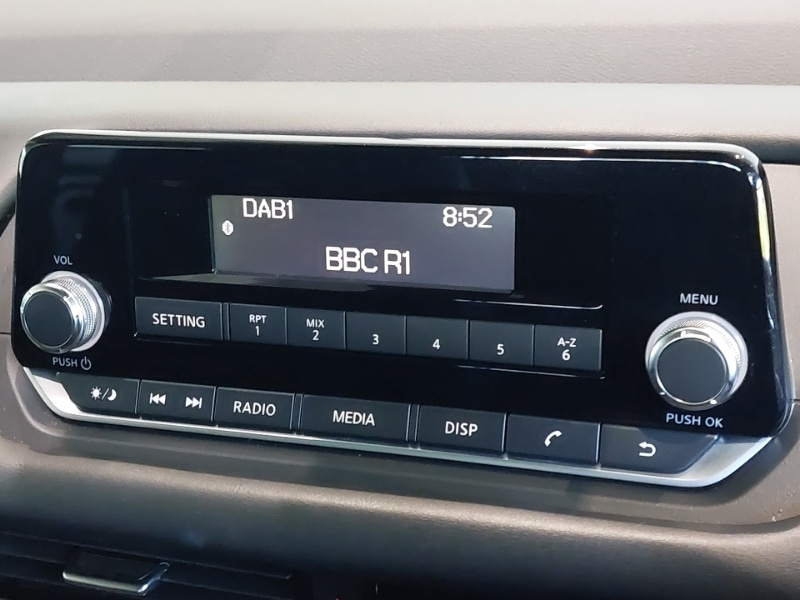 DAB1 8:52
BBC R1
VOL
PUSH
MENU
PUSH OK
SETTING
RPT
1
MIX
2
3
4
5
A-Z
6
RADIO
MEDIA
DISP